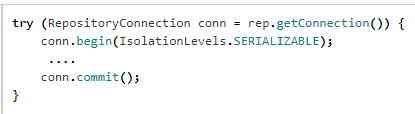 try (RepositoryConnection conn = rep.getConnection()) {
    conn.begin(IsolationLevels.SERIALIZABLE);
     ....
    conn.commit();
}